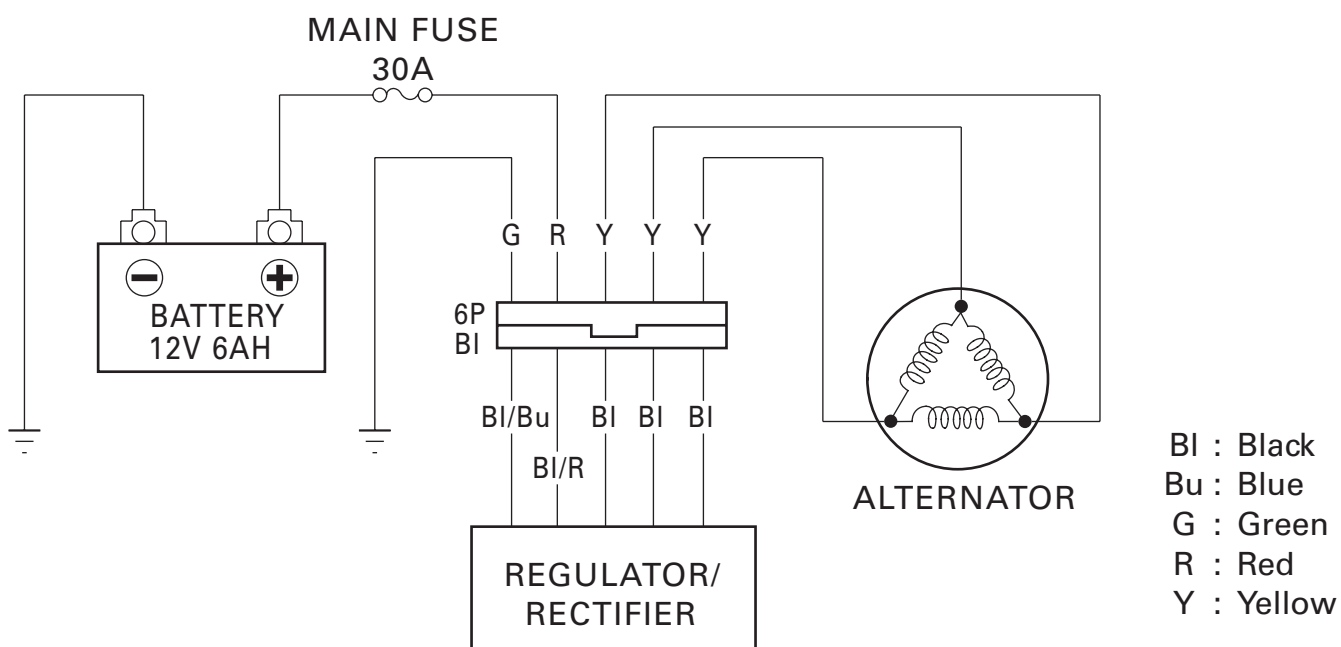 MAIN FUSE
30A
G R Y Y Y
6P
Bl
BATTERY
12V 6AH
Bl/Bu Bl Bl Bl
Bl/R
ALTERNATOR
REGULATOR/
RECTIFIER
Bl : Black
Bu : Blue
G : Green
R : Red
Y : Yellow